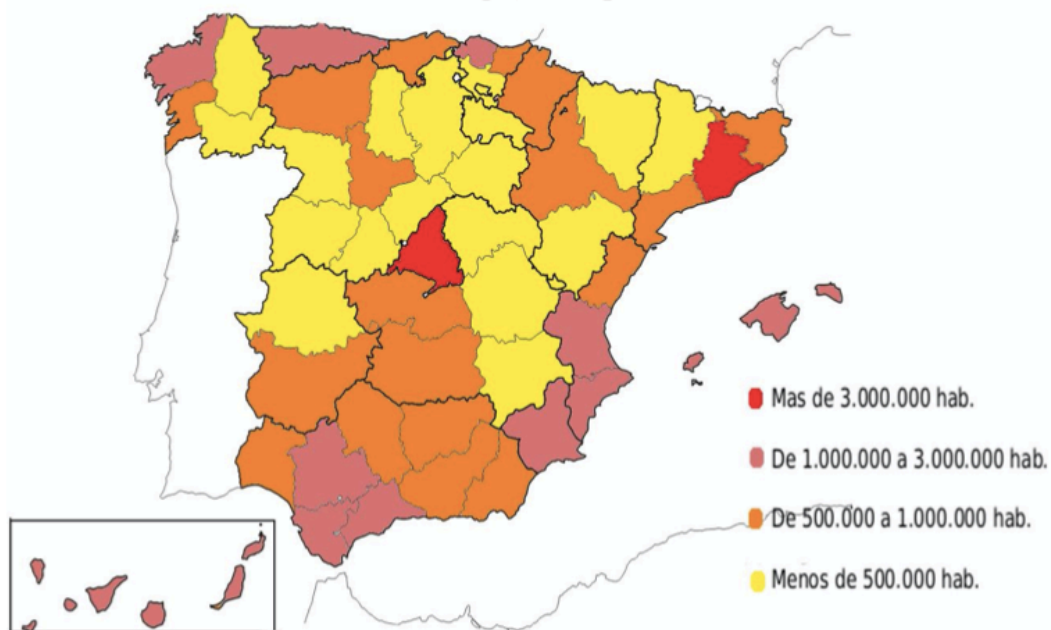 Mas de 3.000.000 hab.
De 1.000.000 a 3.000.000 hab.
De 500.000 a 1.000.000 hab.
Menos de 500.000 hab.